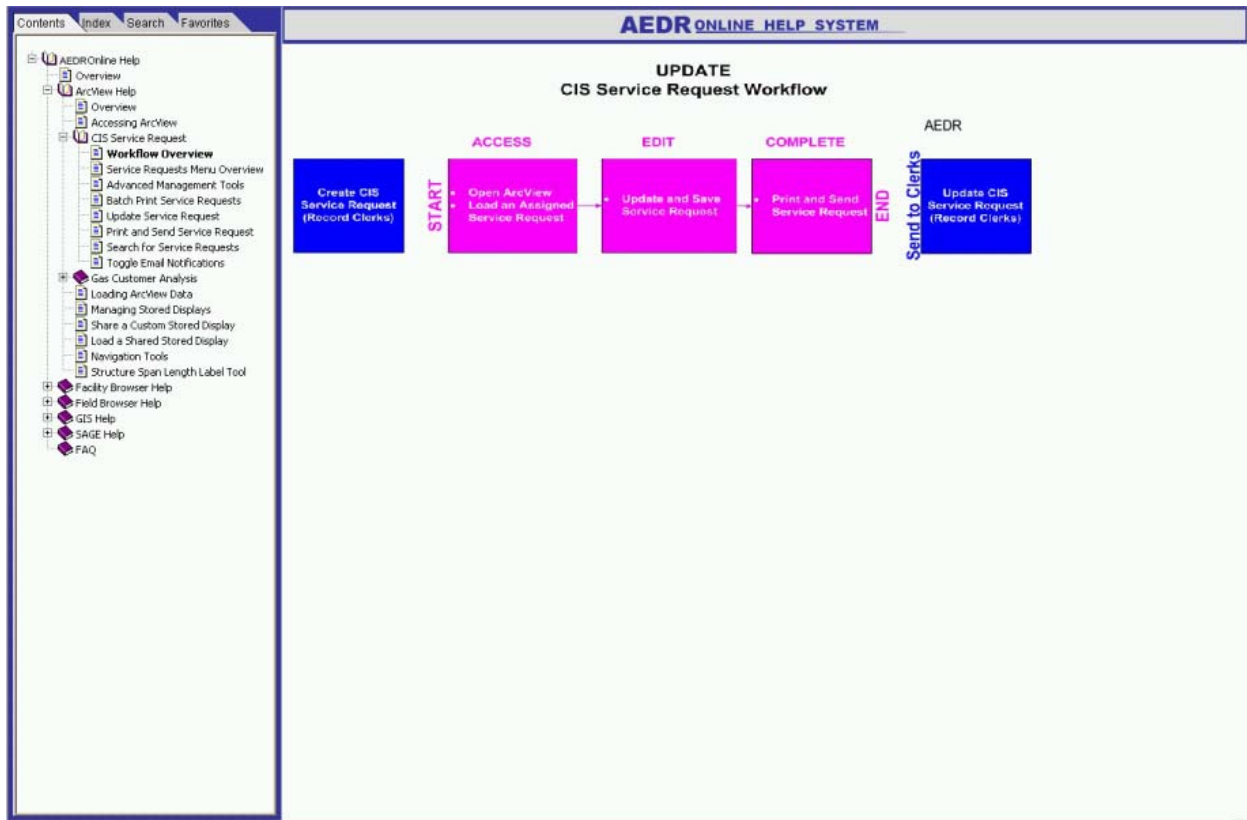 Contents Index Search Favorites
AEDROnline Help
Overview
ArcView Help
Overview
Accessing ArcView
CIS Service Request
Workflow Overview
Service Requests Menu Overview
Advanced Management Tools
Batch Print Service Requests
Update Service Request
Print and Send Service Request
Search for Service Requests
Toggle Email Notifications
Gas Customer Analysis
Loading ArcView Data
Managing Stored Displays
Share a Custom Stored Display
Load a Shared Stored Display
Navigation Tools
Structure Span Length Label Tool
Facility Browser Help
Field Browser Help
GIS Help
SAGE Help
FAQ
AEDR ONLINE HELP SYSTEM
UPDATE
CIS Service Request Workflow
Create CIS
Service Request
(Record Clerks)
START
ACCESS
• Open ArcView
• Load an Assigned
Service Request
EDIT
• Update and Save
Service Request
COMPLETE
• Print and Send
Service Request
END
Send to Clerks
AEDR
Update CIS
Service Request
(Record Clerks)